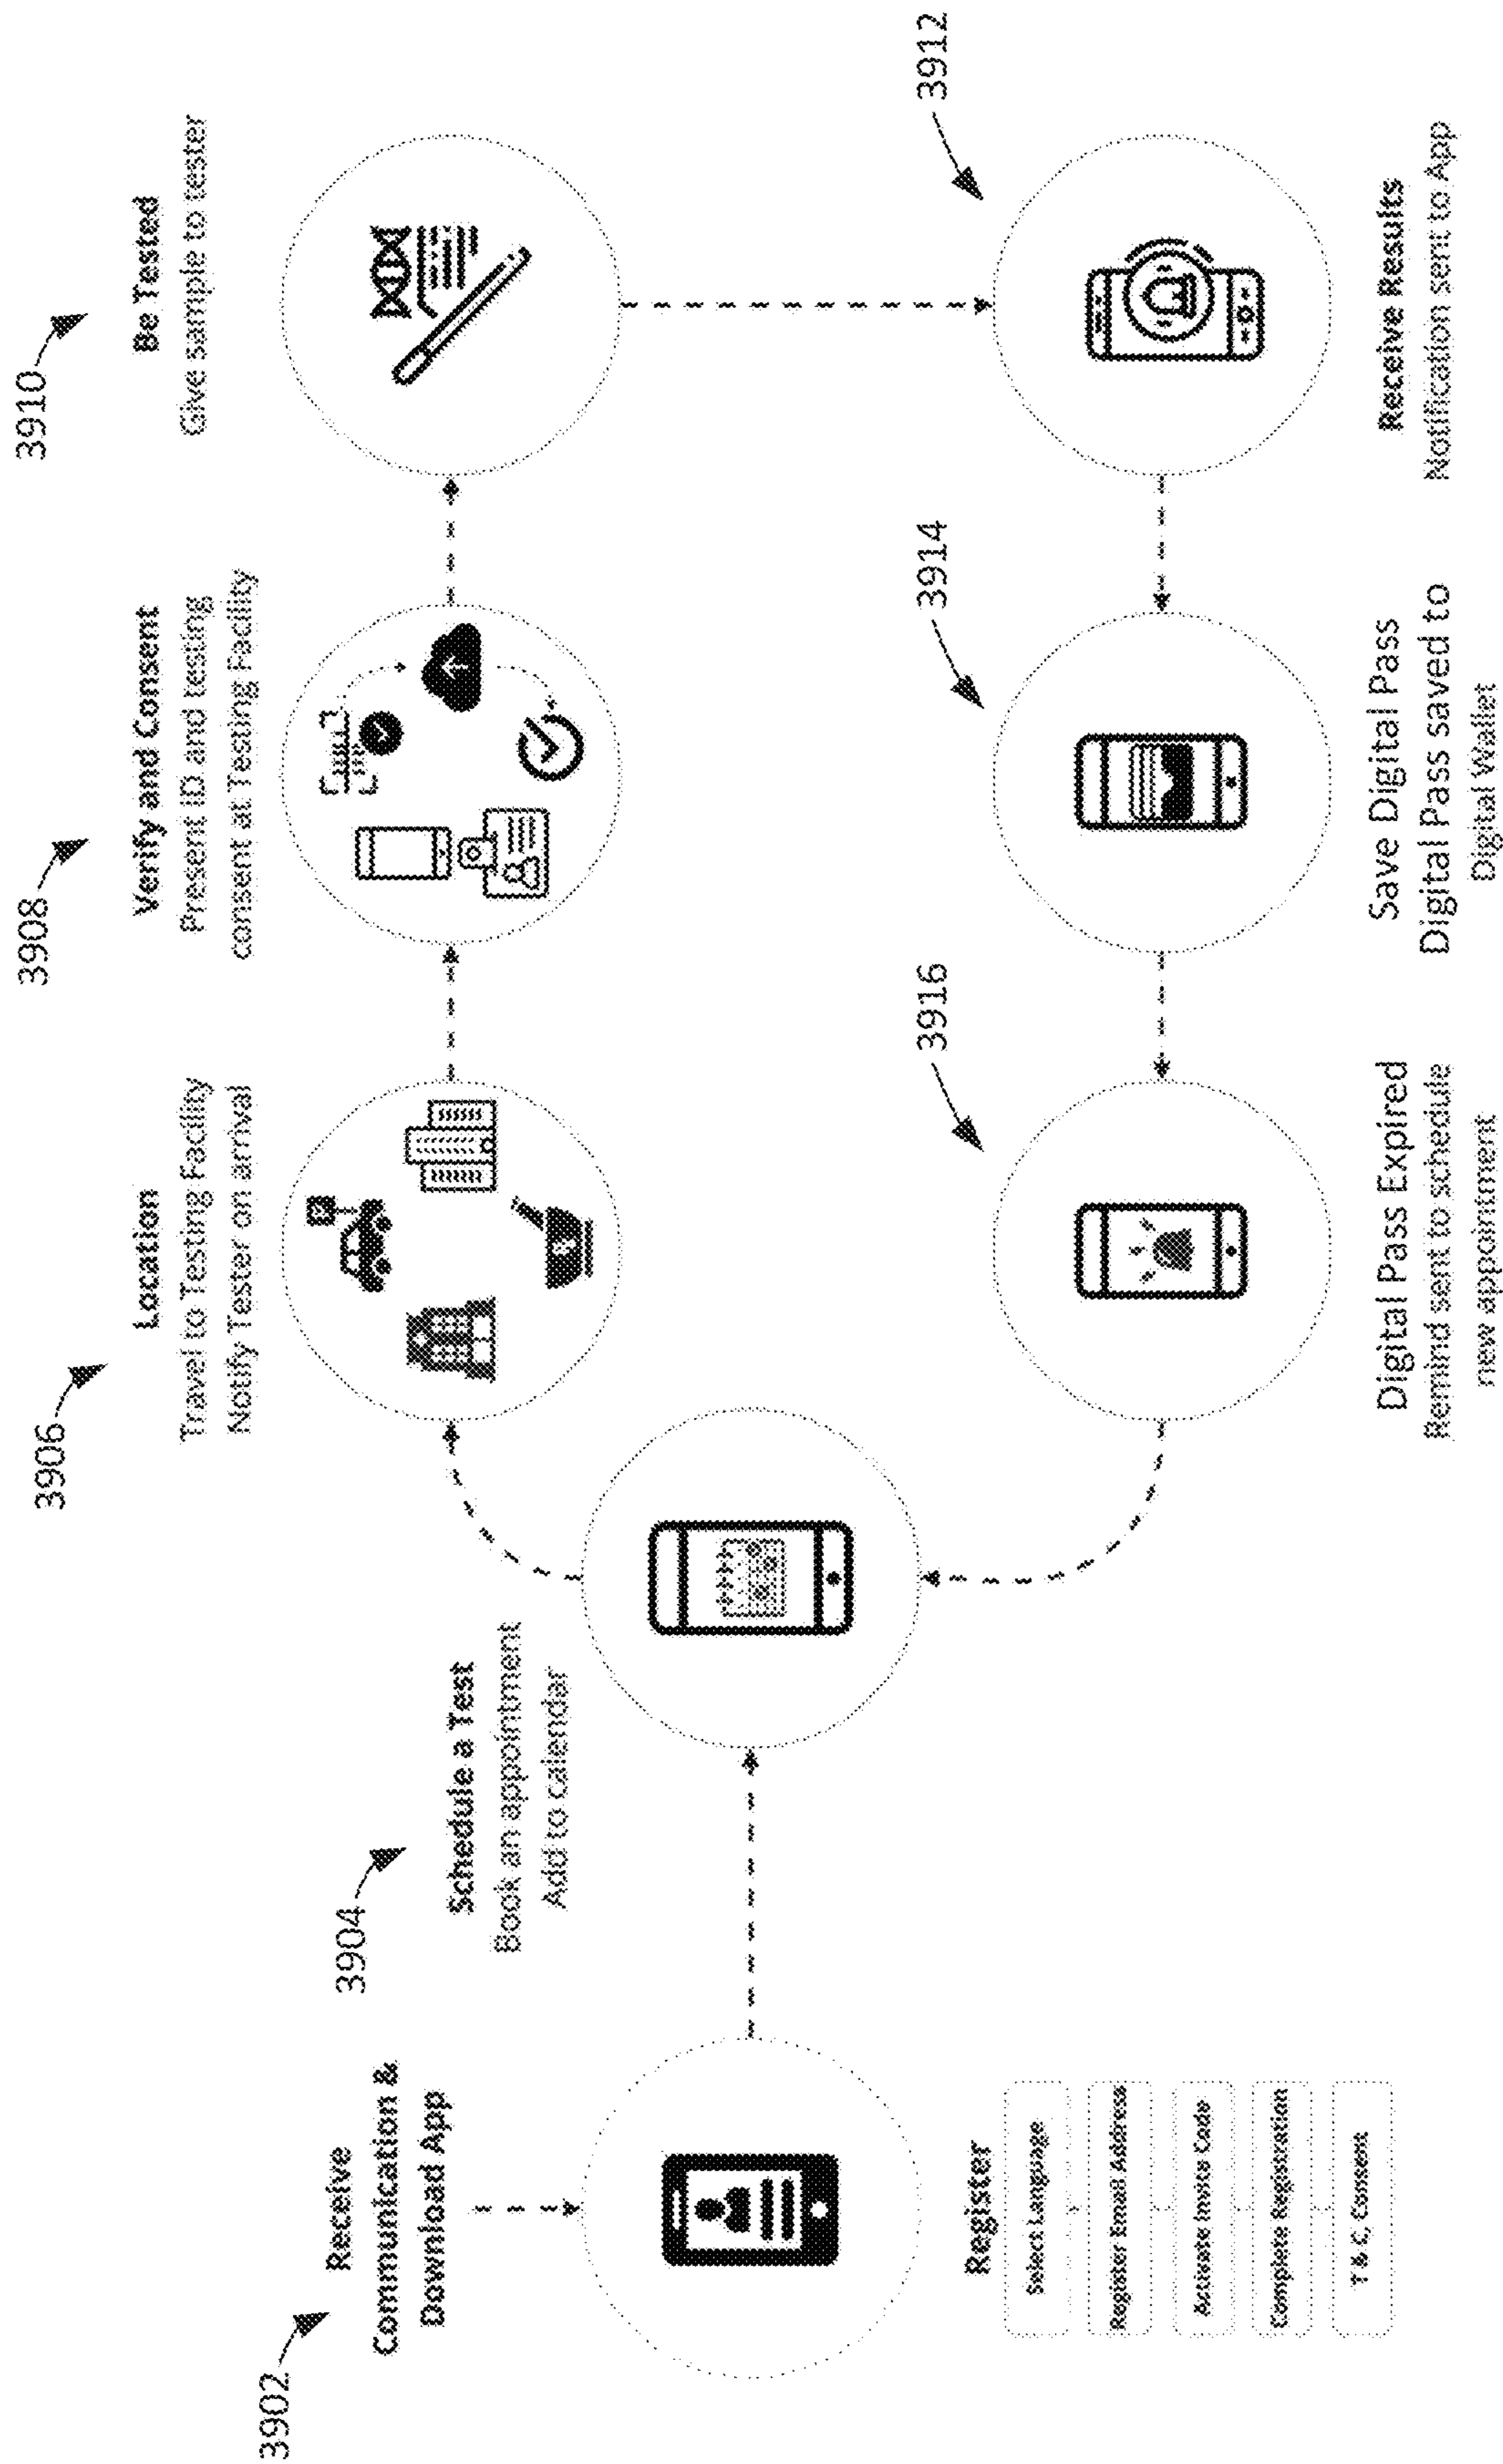 3902
Receive
Communication &
Download App
Register
Select Language
Register Email Address
Activate Invite Code
Complete Registration
T & C, Consent
3904
Schedule a Test
Book an appointment
Add to calendar
3906
Location
Travel to Testing Facility
Notify Tester on arrival
3908
Verify and Consent
Present ID and testing
consent at Testing Facility
3910
Be Tested
Give sample to tester
3912
Receive Results
Notification sent to App
3914
Save Digital Pass
Digital Pass saved to
Digital Wallet
3916
Digital Pass Expired
Remind sent to schedule
new appointment